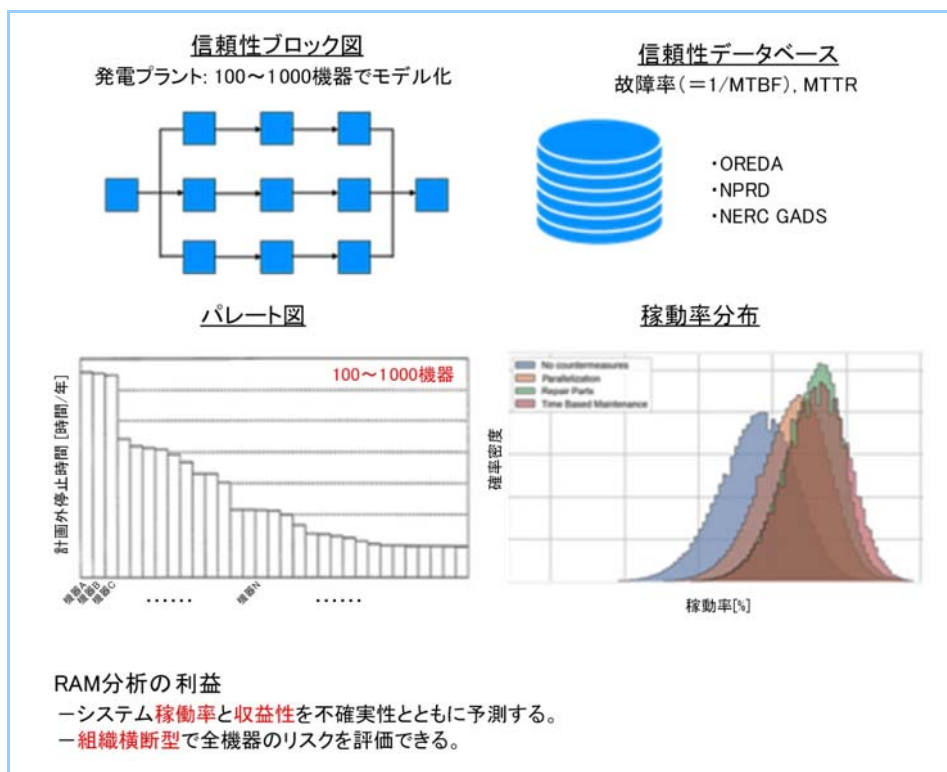 信頼性ブロック図
発電プラント: 100～1000機器でモデル化
信頼性データベース
故障率(＝1/MTBF), MTTR
・OREDA
・NPRD
・NERC GADS
パレート図
100～1000機器
計画外停止時間 [時間/年]
機器A
機器B
機器C
......
機器N
......
稼動率分布
No countermeasures
Parallelization
Repair Parts
Time Based Maintenance
確率密度
稼動率[%]
RAM分析の利益
－システム稼働率と収益性を不確実性とともに予測する。
－組織横断型で全機器のリスクを評価できる。